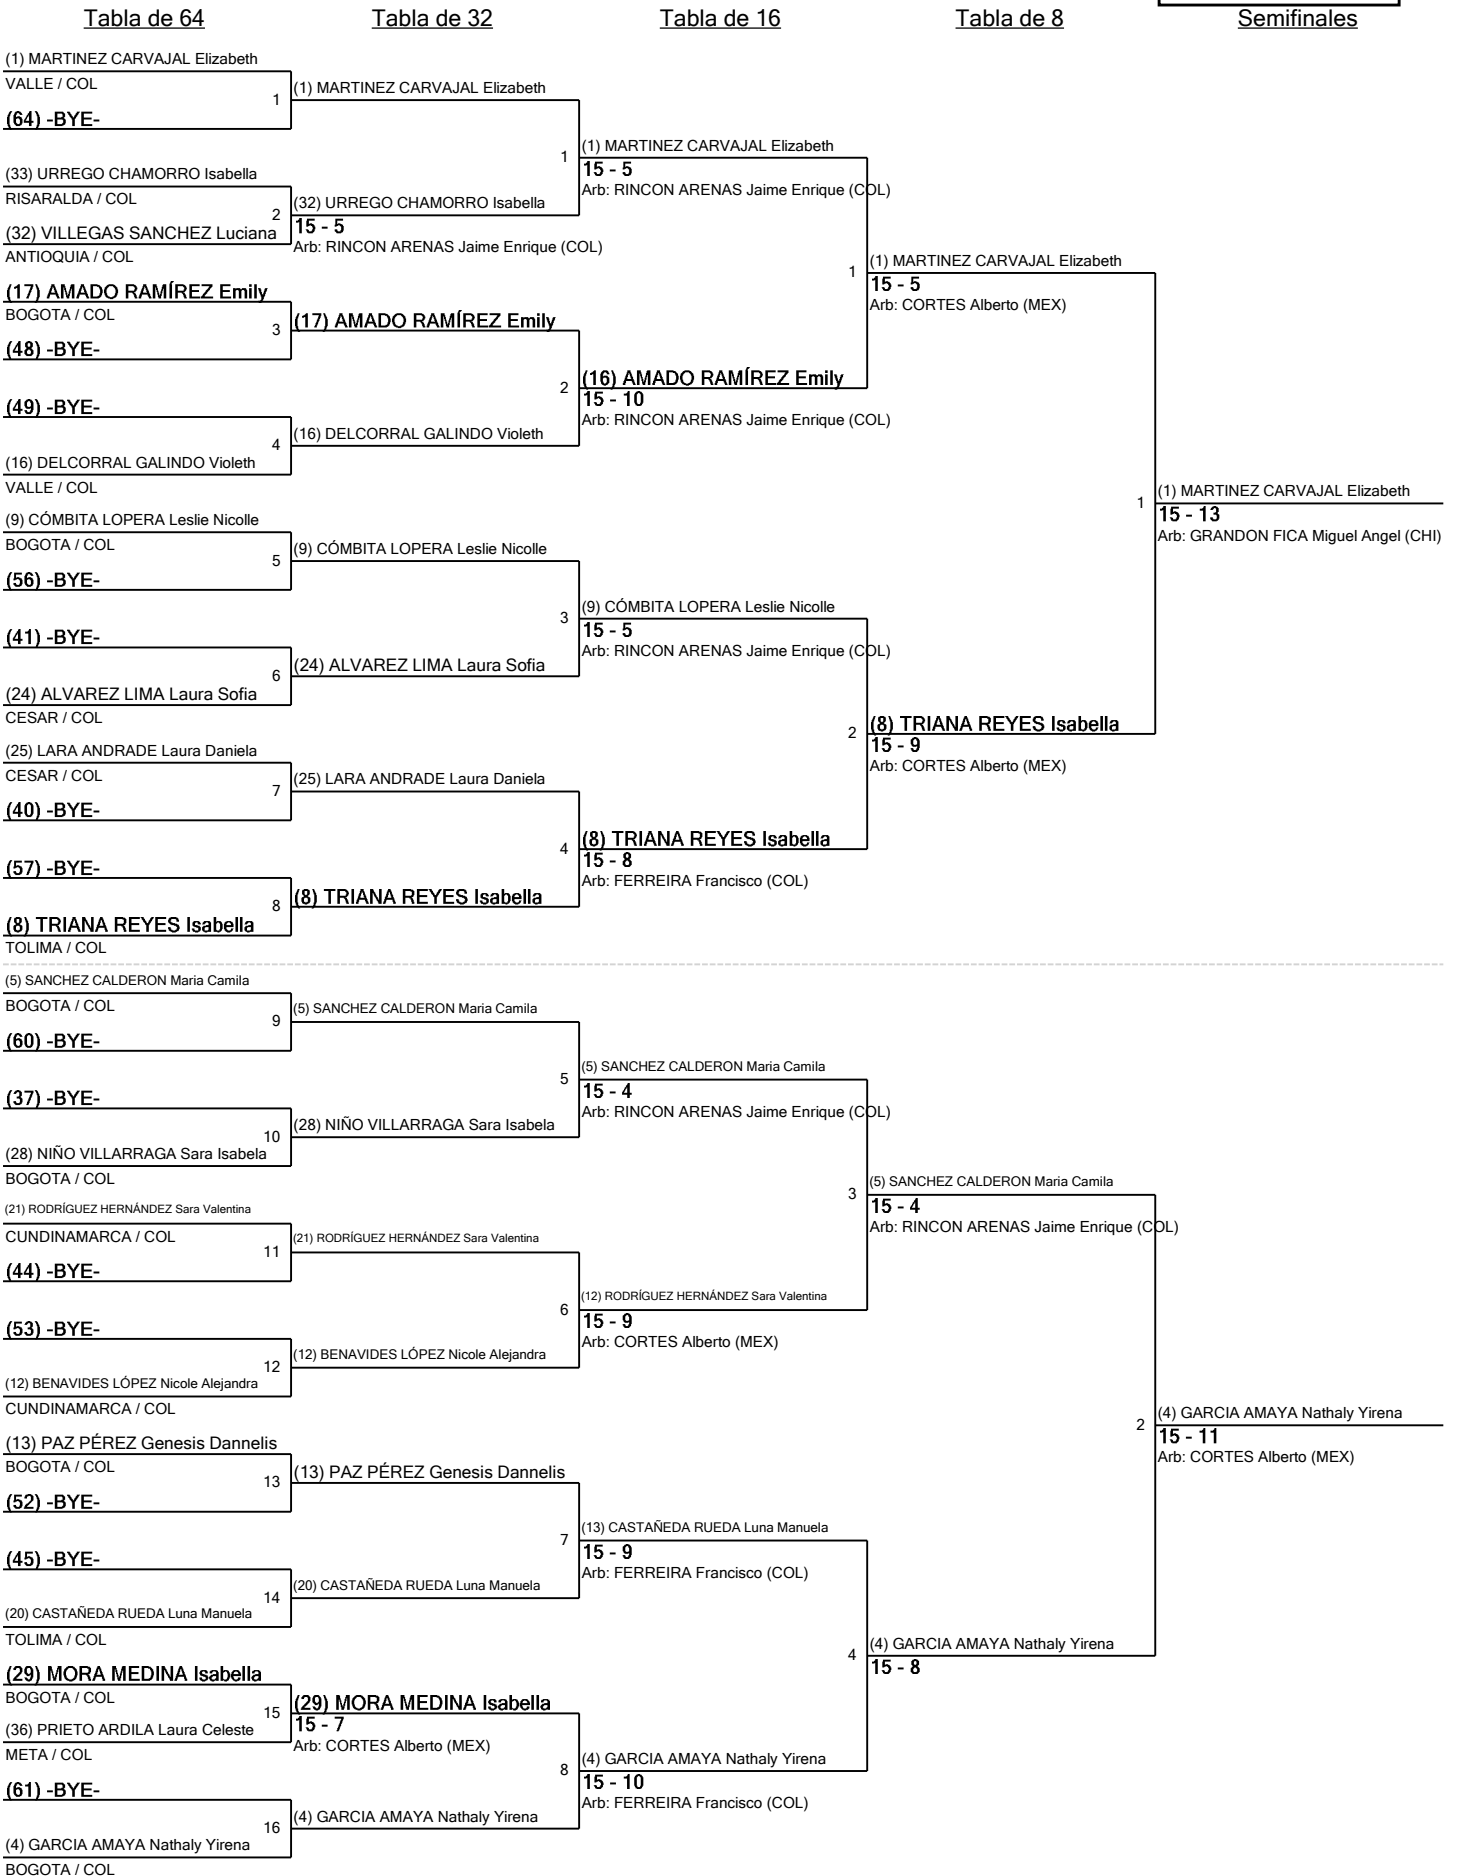 Tabla de 64
Tabla de 32
Tabla de 16
Tabla de 8
Semifinales
(1) MARTINEZ CARVAJAL Elizabeth
VALLE / COL
1
(64) -BYE-
(33) URREGO CHAMORRO Isabella
RISARALDA / COL
2
(32) VILLEGAS SANCHEZ Luciana
ANTIOQUIA / COL
(17) AMADO RAMÍREZ Emily
BOGOTA / COL
3
(48) -BYE-
(49) -BYE-
4
(16) DELCORRAL GALINDO Violeth
VALLE / COL
(9) CÓMBITA LOPERA Leslie Nicolle
BOGOTA / COL
5
(56) -BYE-
(41) -BYE-
6
(24) ALVAREZ LIMA Laura Sofia
CESAR / COL
(25) LARA ANDRADE Laura Daniela
CESAR / COL
7
(40) -BYE-
(57) -BYE-
8
(8) TRIANA REYES Isabella
TOLIMA / COL
(5) SANCHEZ CALDERON Maria Camila
BOGOTA / COL
9
(60) -BYE-
(37) -BYE-
10
(28) NIÑO VILLARRAGA Sara Isabela
BOGOTA / COL
(21) RODRÍGUEZ HERNÁNDEZ Sara Valentina
CUNDINAMARCA / COL
11
(44) -BYE-
(53) -BYE-
12
(12) BENAVIDES LÓPEZ Nicole Alejandra
CUNDINAMARCA / COL
(13) PAZ PÉREZ Genesis Dannelis
BOGOTA / COL
13
(52) -BYE-
(45) -BYE-
14
(20) CASTAÑEDA RUEDA Luna Manuela
TOLIMA / COL
(29) MORA MEDINA Isabella
BOGOTA / COL
15
(36) PRIETO ARDILA Laura Celeste
META / COL
(61) -BYE-
16
(4) GARCIA AMAYA Nathaly Yirena
BOGOTA / COL
(1) MARTINEZ CARVAJAL Elizabeth
1
(32) URREGO CHAMORRO Isabella
15 - 5
Arb: RINCON ARENAS Jaime Enrique (COL)
(17) AMADO RAMÍREZ Emily
2
(16) DELCORRAL GALINDO Violeth
(9) CÓMBITA LOPERA Leslie Nicolle
3
(24) ALVAREZ LIMA Laura Sofia
(25) LARA ANDRADE Laura Daniela
4
(8) TRIANA REYES Isabella
(5) SANCHEZ CALDERON Maria Camila
5
(28) NIÑO VILLARRAGA Sara Isabela
(21) RODRÍGUEZ HERNÁNDEZ Sara Valentina
6
(12) BENAVIDES LÓPEZ Nicole Alejandra
(13) PAZ PÉREZ Genesis Dannelis
7
(20) CASTAÑEDA RUEDA Luna Manuela
(29) MORA MEDINA Isabella
15 - 7
Arb: CORTES Alberto (MEX)
8
(4) GARCIA AMAYA Nathaly Yirena
(1) MARTINEZ CARVAJAL Elizabeth
15 - 5
Arb: RINCON ARENAS Jaime Enrique (COL)
1
(16) AMADO RAMÍREZ Emily
15 - 10
Arb: RINCON ARENAS Jaime Enrique (COL)
(9) CÓMBITA LOPERA Leslie Nicolle
15 - 5
Arb: RINCON ARENAS Jaime Enrique (COL)
2
(8) TRIANA REYES Isabella
15 - 8
Arb: FERREIRA Francisco (COL)
(5) SANCHEZ CALDERON Maria Camila
15 - 4
Arb: RINCON ARENAS Jaime Enrique (COL)
3
(12) RODRÍGUEZ HERNÁNDEZ Sara Valentina
15 - 9
Arb: CORTES Alberto (MEX)
(13) CASTAÑEDA RUEDA Luna Manuela
15 - 9
Arb: FERREIRA Francisco (COL)
4
(4) GARCIA AMAYA Nathaly Yirena
15 - 10
Arb: FERREIRA Francisco (COL)
(1) MARTINEZ CARVAJAL Elizabeth
15 - 5
Arb: CORTES Alberto (MEX)
1
(8) TRIANA REYES Isabella
15 - 9
Arb: CORTES Alberto (MEX)
(5) SANCHEZ CALDERON Maria Camila
15 - 4
Arb: RINCON ARENAS Jaime Enrique (COL)
2
(4) GARCIA AMAYA Nathaly Yirena
15 - 8
(1) MARTINEZ CARVAJAL Elizabeth
15 - 13
Arb: GRANDON FICA Miguel Angel (CHI)
(4) GARCIA AMAYA Nathaly Yirena
15 - 11
Arb: CORTES Alberto (MEX)